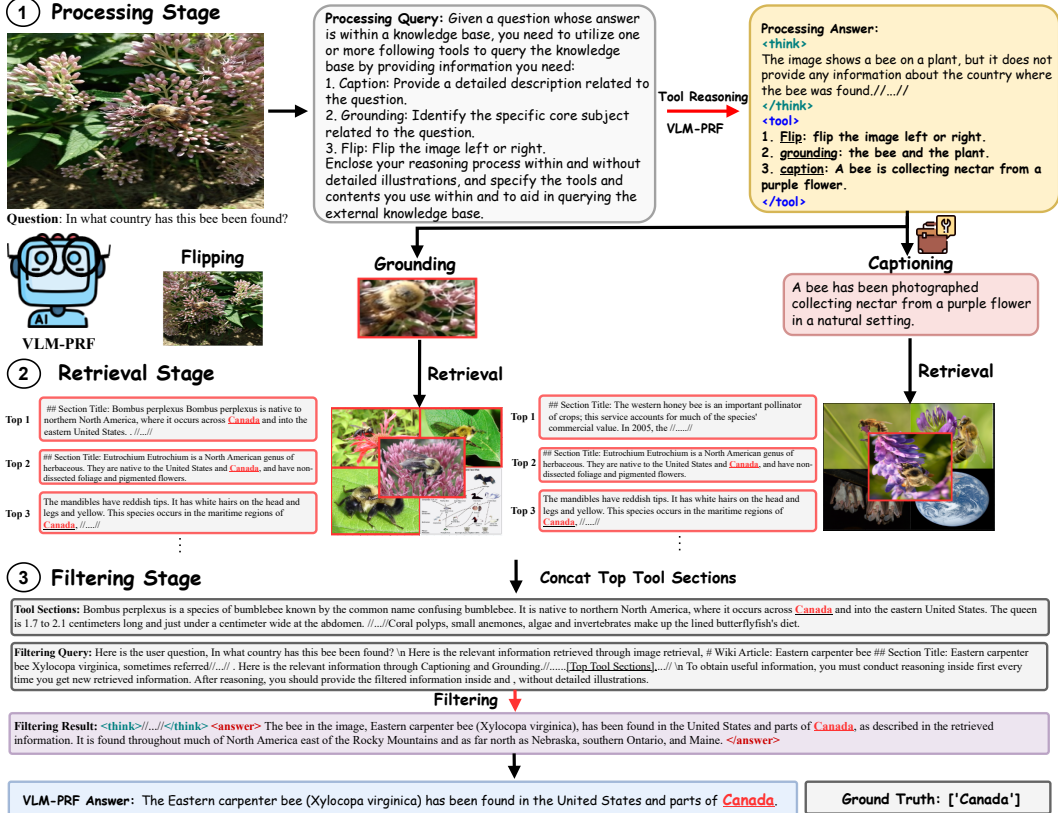 1 Processing Stage
Question: In what country has this bee been found?
Processing Query: Given a question whose answer
is within a knowledge base, you need to utilize one
or more following tools to query the knowledge
base by providing information you need:
1. Caption: Provide a detailed description related to
the question.
2. Grounding: Identify the specific core subject
related to the question.
3. Flip: Flip the image left or right.
Enclose your reasoning process within and without
detailed illustrations, and specify the tools and
contents you use within and to aid in querying the
external knowledge base.
Tool Reasoning
VLM-PRF
Processing Answer:
<think>
The image shows a bee on a plant, but it does not
provide any information about the country where
the bee was found.//...//
</think>
<tool>
1. Flip: flip the image left or right.
2. grounding: the bee and the plant.
3. caption: A bee is collecting nectar from a
purple flower.
</tool>
AI
VLM-PRF
Flipping
Grounding
Captioning
A bee has been photographed
collecting nectar from a purple flower
in a natural setting.
2 Retrieval Stage
Retrieval
Retrieval
Top 1
## Section Title: Bombus perplexus Bombus perplexus is native to
northern North America, where it occurs across Canada and into the
eastern United States. . //...//
Top 2
## Section Title: Eutrochium Eutrochium is a North American genus of
herbaceous. They are native to the United States and Canada, and have non-
dissected foliage and pigmented flowers.
Top 3
The mandibles have reddish tips. It has white hairs on the head and
legs and yellow. This species occurs in the maritime regions of
Canada, //....//
⋮
Top 1
## Section Title: The western honey bee is an important pollinator
of crops; this service accounts for much of the species'
commercial value. In 2005, the //.....//
Top 2
## Section Title: Eutrochium Eutrochium is a North American genus of
herbaceous. They are native to the United States and Canada, and have non-
dissected foliage and pigmented flowers.
Top 3
The mandibles have reddish tips. It has white hairs on the head and
legs and yellow. This species occurs in the maritime regions of
Canada, //....//
⋮
3 Filtering Stage
Concat Top Tool Sections
Tool Sections: Bombus perplexus is a species of bumblebee known by the common name confusing bumblebee. It is native to northern North America, where it occurs across Canada and into the eastern United States. The queen
is 1.7 to 2.1 centimeters long and just under a centimeter wide at the abdomen. //...//Coral polyps, small anemones, algae and invertebrates make up the lined butterflyfish's diet.
Filtering Query: Here is the user question, In what country has this bee been found? \n Here is the relevant information retrieved through image retrieval, # Wiki Article: Eastern carpenter bee ## Section Title: Eastern carpenter
bee Xylocopa virginica, sometimes referred//...// . Here is the relevant information through Captioning and Grounding.//......[Top Tool Sections],...// \n To obtain useful information, you must conduct reasoning inside first every
time you get new retrieved information. After reasoning, you should provide the filtered information inside and , without detailed illustrations.
Filtering
Filtering Result: <think>//...//</think> <answer> The bee in the image, Eastern carpenter bee (Xylocopa virginica), has been found in the United States and parts of Canada, as described in the retrieved
information. It is found throughout much of North America east of the Rocky Mountains and as far north as Nebraska, southern Ontario, and Maine. </answer>
VLM-PRF Answer: The Eastern carpenter bee (Xylocopa virginica) has been found in the United States and parts of Canada.
Ground Truth: ['Canada']